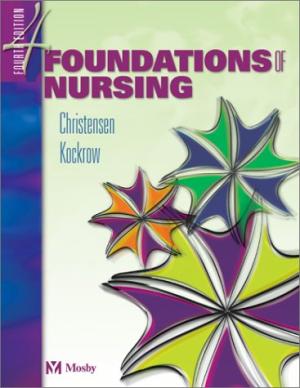 FOURTH EDITION
4
FOUNDATIONS OF
NURSING
Christensen
Kockrow
M Mosby